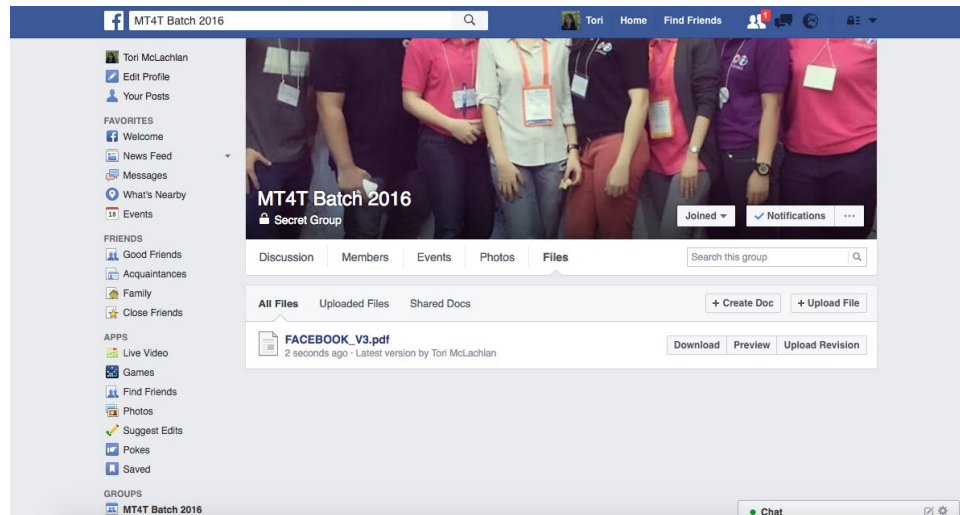 MT4T Batch 2016
Tori Home Find Friends 1
Tori McLachlan
Edit Profile
Your Posts
FAVORITES
Welcome
News Feed
Messages
What's Nearby
18 Events
FRIENDS
Good Friends
Acquaintances
Family
Close Friends
APPS
Live Video
Games
Find Friends
Photos
Suggest Edits
Pokes
Saved
GROUPS
MT4T Batch 2016
MT4T Batch 2016
Secret Group
Joined Notifications ...
Discussion Members Events Photos Files Search this group
All Files Uploaded Files Shared Docs + Create Doc + Upload File
FACEBOOK_V3.pdf
2 seconds ago · Latest version by Tori McLachlan
Download Preview Upload Revision
Chat